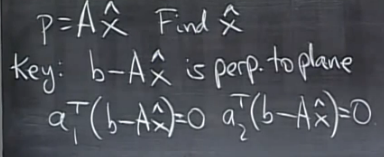 p = Ax̂ Find x̂
Key: b-Ax̂ is perp. to plane
a₁ᵀ(b-Ax̂)=0 a₂ᵀ(b-Ax̂)=0.